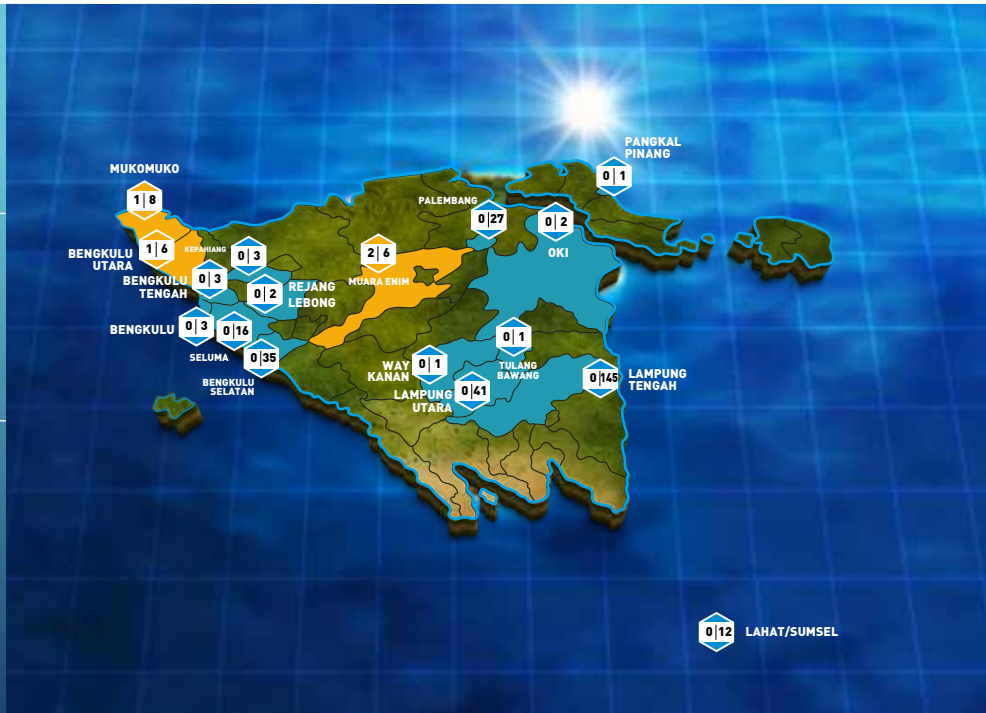 PANGKAL
PINANG
0|1
MUKOMUKO
1|8
PALEMBANG
0|27
0|2
OKI
BENGKULU
UTARA
1|6
KEPAHIANG
0|3
2|6
MUARA ENIM
BENGKULU
TENGAH
0|3
0|2
REJANG
LEBONG
BENGKULU
0|3
0|16
SELUMA
0|35
BENGKULU
SELATAN
0|1
TULANG
BAWANG
WAY
KANAN
0|1
LAMPUNG
UTARA
0|41
0|145
LAMPUNG
TENGAH
0|12
LAHAT/SUMSEL